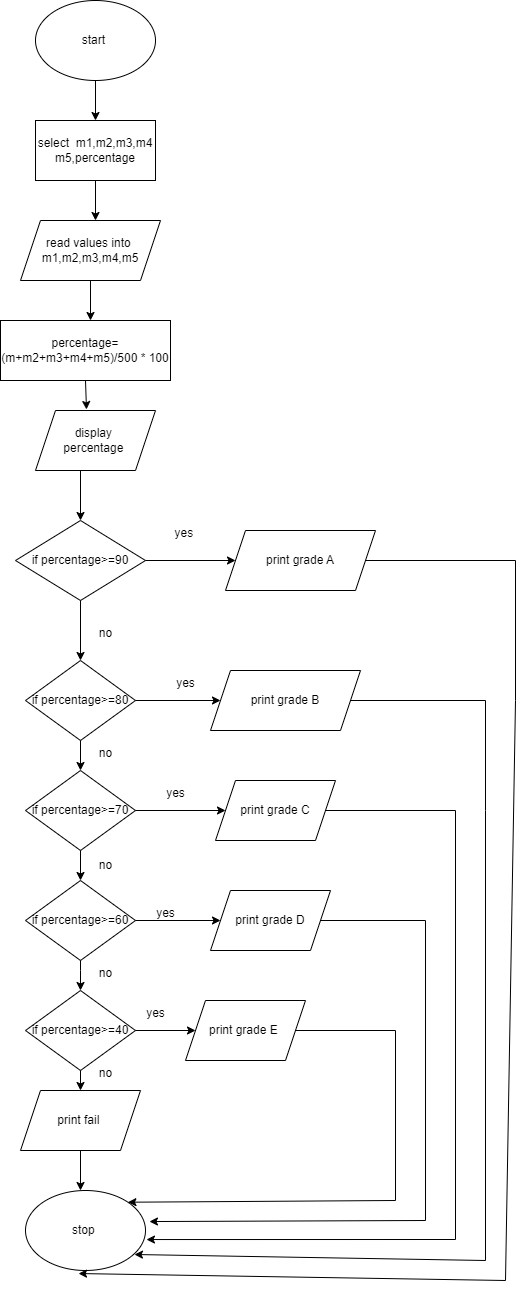 start
select m1,m2,m3,m4
m5,percentage
read values into
m1,m2,m3,m4,m5
percentage=
(m+m2+m3+m4+m5)/500 * 100
display
percentage
if percentage>=90
yes
print grade A
no
if percentage>=80
yes
print grade B
no
if percentage>=70
yes
print grade C
no
if percentage>=60
yes
print grade D
no
if percentage>=40
yes
print grade E
no
print fail
stop